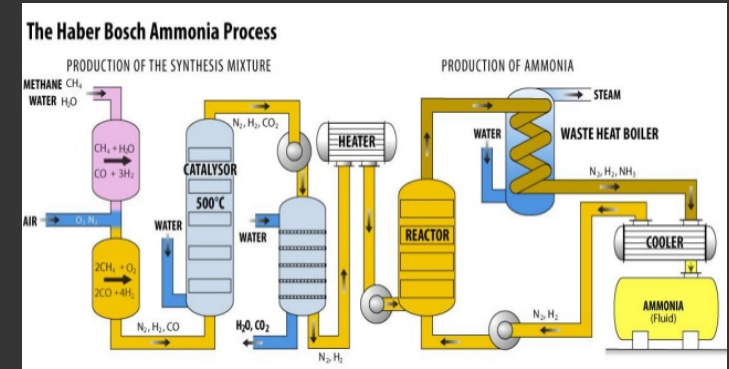 The Haber Bosch Ammonia Process
PRODUCTION OF THE SYNTHESIS MIXTURE
PRODUCTION OF AMMONIA
METHANE CH₄
WATER H₂O
CH₄ + H₂O
CO + 3H₂
AIR
O₂ N₂
2CH₄ + O₂
2CO +4H₂
N₂, H₂, CO
WATER
CATALYSOR
500°C
N₂, H₂, CO₂
WATER
H₂O, CO₂
N₂, H₂
HEATER
REACTOR
WATER
STEAM
WASTE HEAT BOILER
N₂, H₂, NH₃
COOLER
N₂, H₂
AMMONIA
(Fluid)